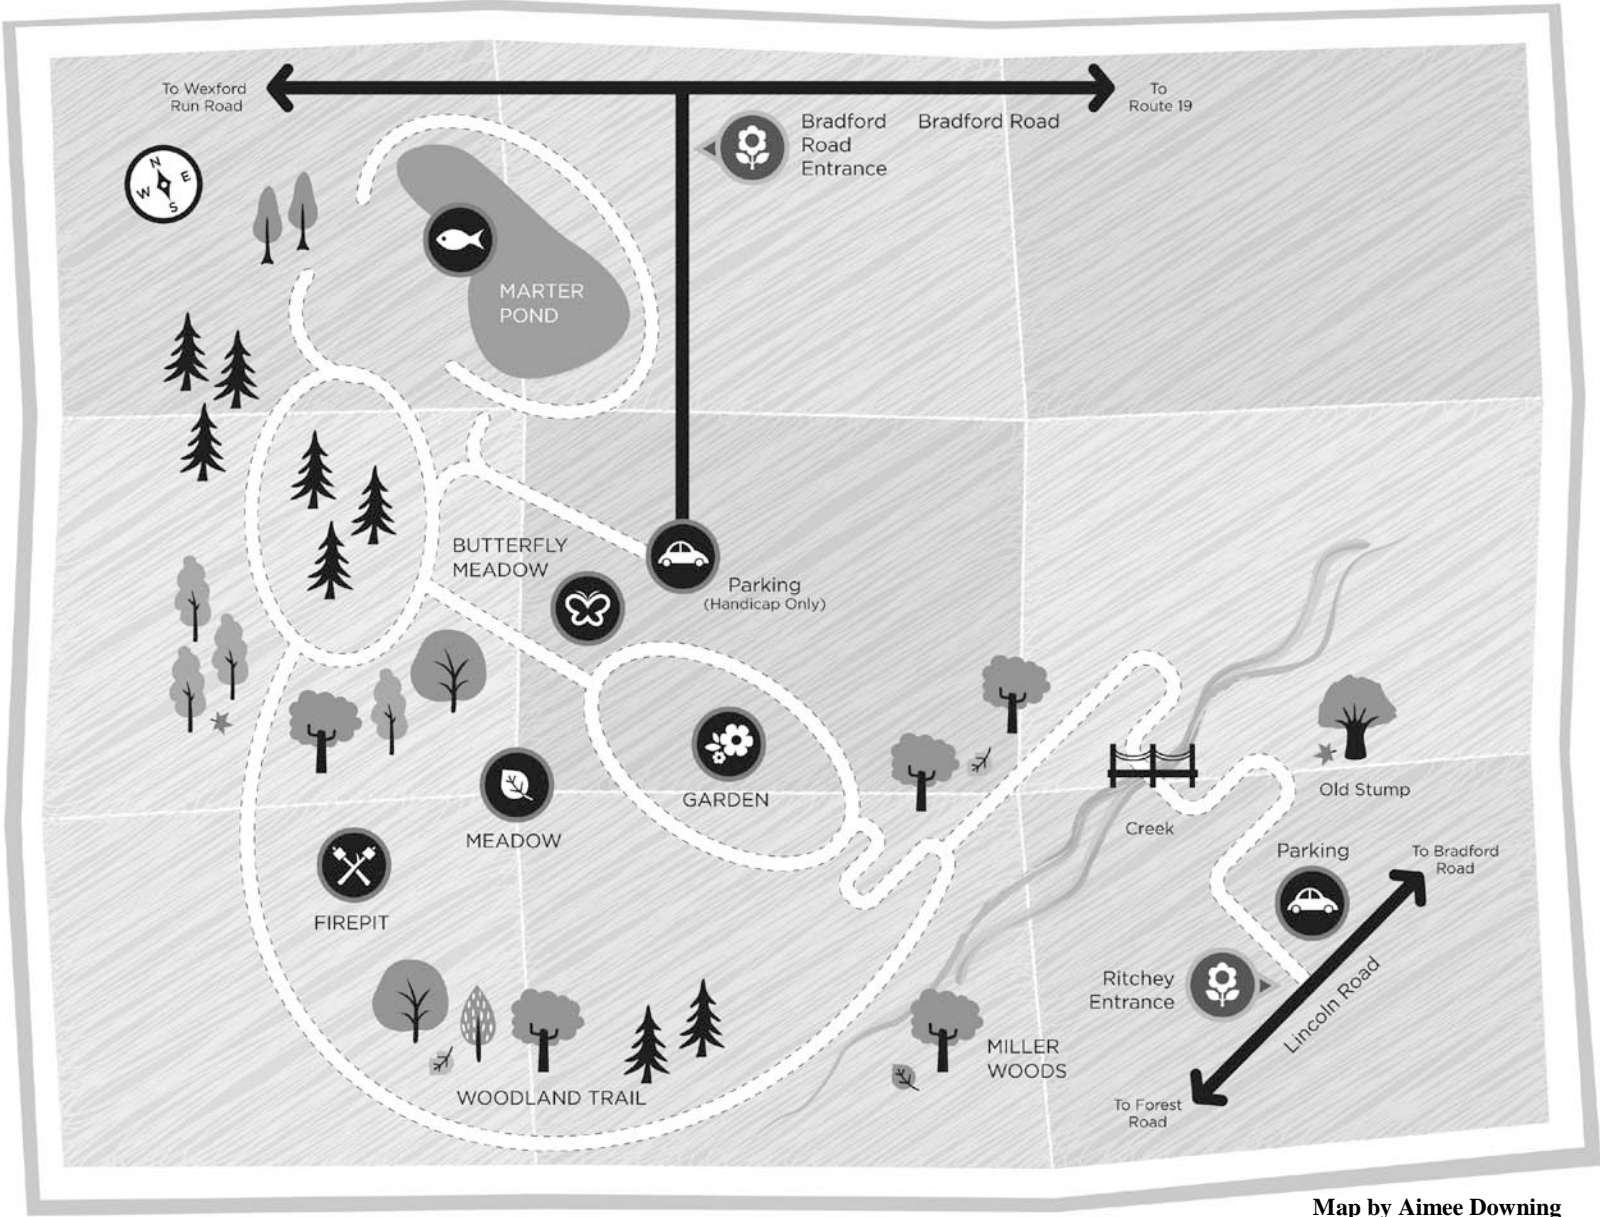 To Wexford
Run Road
To
Route 19
Bradford
Road
Entrance
Bradford Road
N
E
W
S
MARTER
POND
BUTTERFLY
MEADOW
Parking
(Handicap Only)
GARDEN
MEADOW
FIREPIT
Old Stump
Creek
Parking
To Bradford
Road
Ritchey
Entrance
Lincoln Road
MILLER
WOODS
WOODLAND TRAIL
To Forest
Road
Map by Aimee Downing